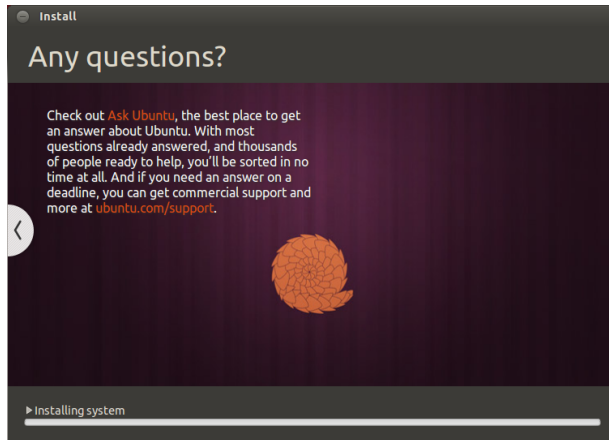 Install
Any questions?
Check out Ask Ubuntu, the best place to get
an answer about Ubuntu. With most
questions already answered, and thousands
of people ready to help, you'll be sorted in no
time at all. And if you need an answer on a
deadline, you can get commercial support and
more at ubuntu.com/support.
Installing system